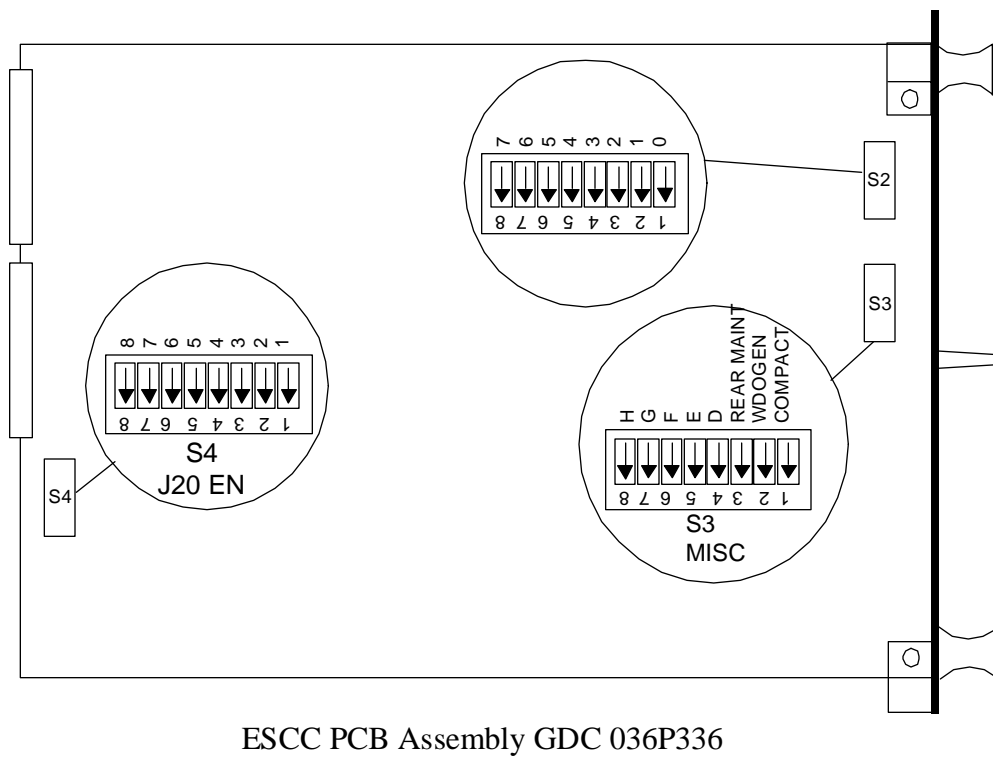 7 6 5 4 3 2 1 0
8 7 6 5 4 3 2 1
S2
S3
8 7 6 5 4 3 2 1
8 7 6 5 4 3 2 1
S4
J20 EN
S4
H G F E D REAR MAINT WDOGEN COMPACT
8 7 6 5 4 3 2 1
S3
MISC
ESCC PCB Assembly GDC 036P336